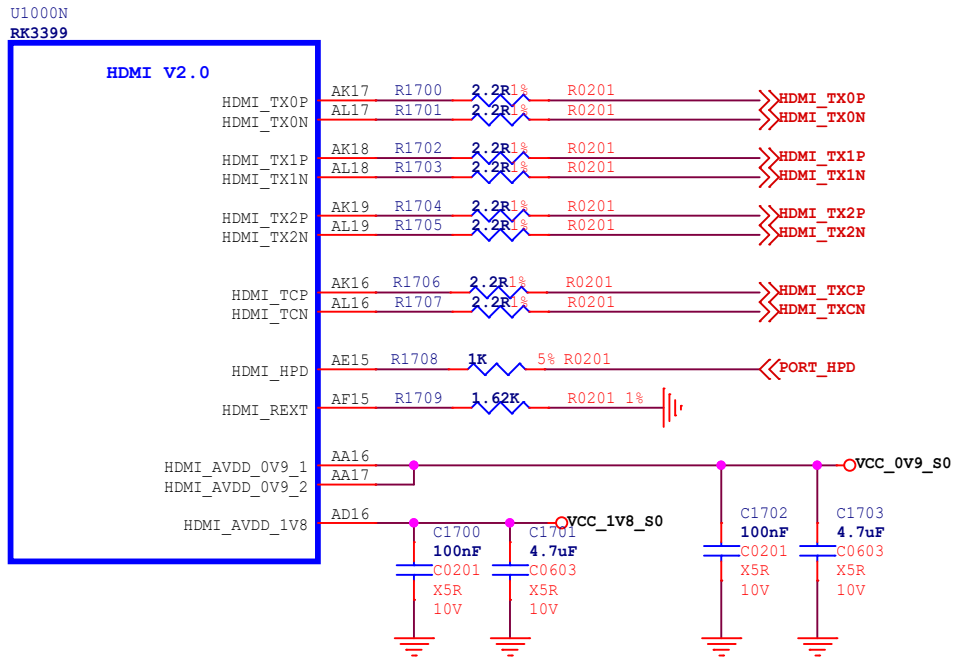 U1000N
RK3399
HDMI V2.0
HDMI_TX0P AK17 R1700 2.2R 1% R0201 HDMI_TX0P
HDMI_TX0N AL17 R1701 2.2R 1% R0201 HDMI_TX0N
HDMI_TX1P AK18 R1702 2.2R 1% R0201 HDMI_TX1P
HDMI_TX1N AL18 R1703 2.2R 1% R0201 HDMI_TX1N
HDMI_TX2P AK19 R1704 2.2R 1% R0201 HDMI_TX2P
HDMI_TX2N AL19 R1705 2.2R 1% R0201 HDMI_TX2N
HDMI_TCP AK16 R1706 2.2R 1% R0201 HDMI_TXCP
HDMI_TCN AL16 R1707 2.2R 1% R0201 HDMI_TXCN
HDMI_HPD AE15 R1708 1K 5% R0201 PORT_HPD
HDMI_REXT AF15 R1709 1.62K R0201 1%
HDMI_AVDD_0V9_1 AA16 VCC_0V9_S0
HDMI_AVDD_0V9_2 AA17
HDMI_AVDD_1V8 AD16 VCC_1V8_S0
C1700 C1701 C1702 C1703
100nF 4.7uF 100nF 4.7uF
C0201 C0603 C0201 C0603
X5R X5R X5R X5R
10V 10V 10V 10V